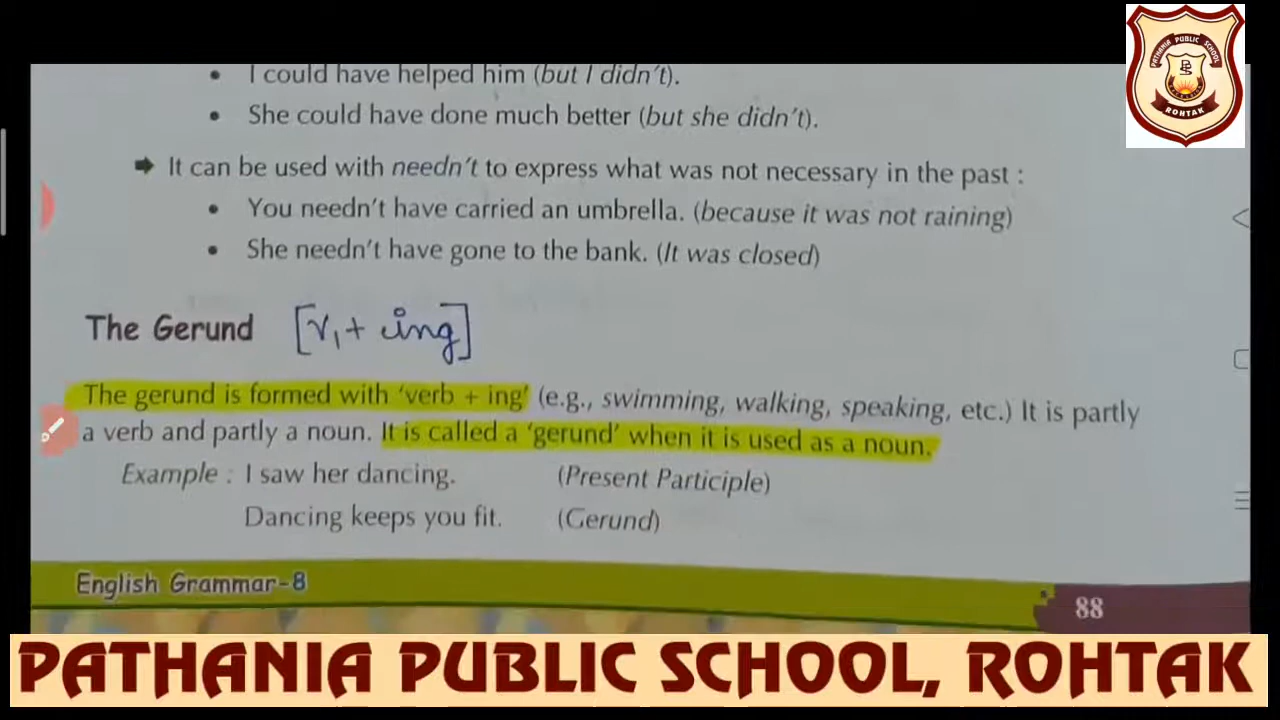 PATHANIA PUBLIC SCHOOL
PPS
ROHTAK
• I could have helped him (but I didn't).
• She could have done much better (but she didn't).
➡ It can be used with needn't to express what was not necessary in the past :
• You needn't have carried an umbrella. (because it was not raining)
• She needn't have gone to the bank. (It was closed)
The Gerund [V1 + ing]
The gerund is formed with 'verb + ing' (e.g., swimming, walking, speaking, etc.) It is partly
a verb and partly a noun. It is called a 'gerund' when it is used as a noun.
Example : I saw her dancing. (Present Participle)
Dancing keeps you fit. (Gerund)
English Grammar-8
88
PATHANIA PUBLIC SCHOOL, ROHTAK